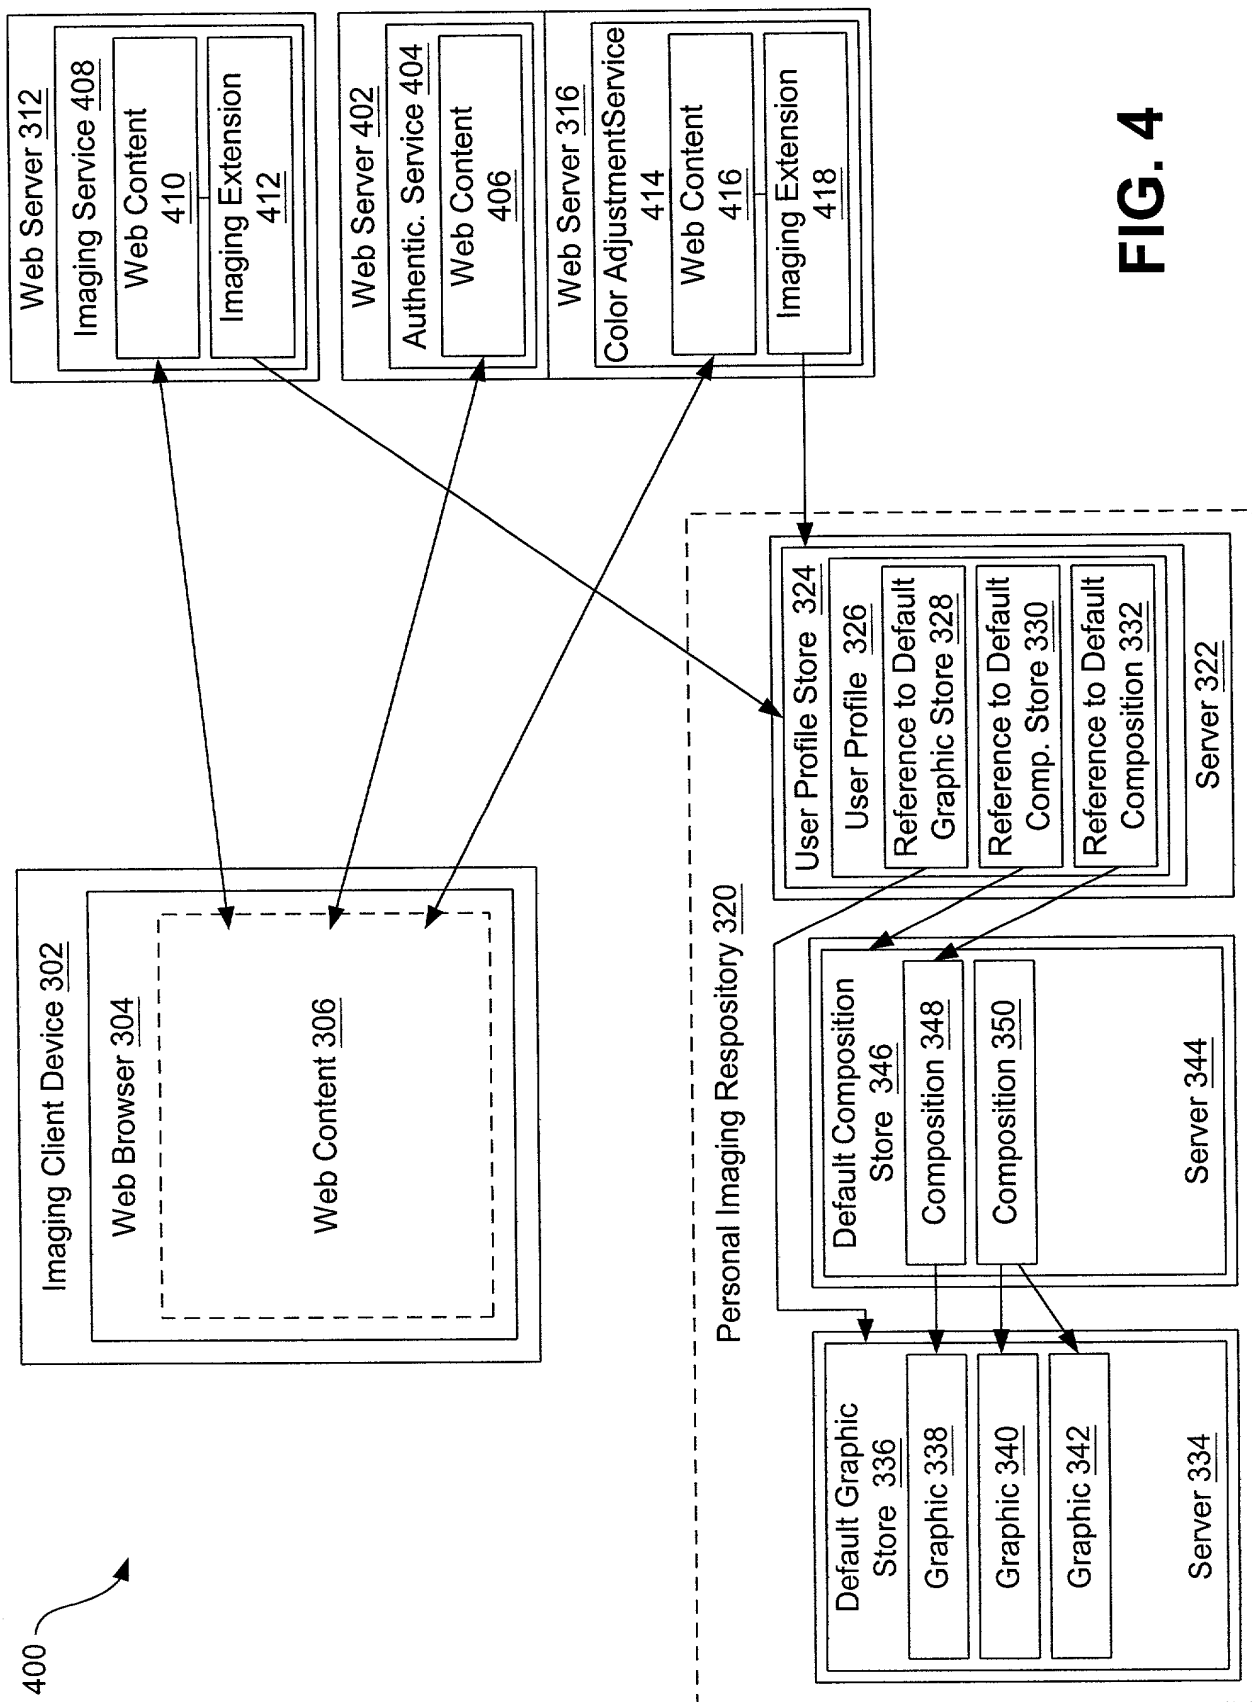 400
Imaging Client Device 302
Web Browser 304
Web Content 306
Web Server 312
Imaging Service 408
Web Content
410
Imaging Extension
412
Web Server 402
Authentic. Service 404
Web Content
406
Web Server 316
Color AdjustmentService
414
Web Content
416
Imaging Extension
418
Personal Imaging Respository 320
Default Graphic
Store 336
Graphic 338
Graphic 340
Graphic 342
Server 334
Default Composition
Store 346
Composition 348
Composition 350
Server 344
User Profile Store 324
User Profile 326
Reference to Default
Graphic Store 328
Reference to Default
Comp. Store 330
Reference to Default
Composition 332
Server 322
FIG. 4